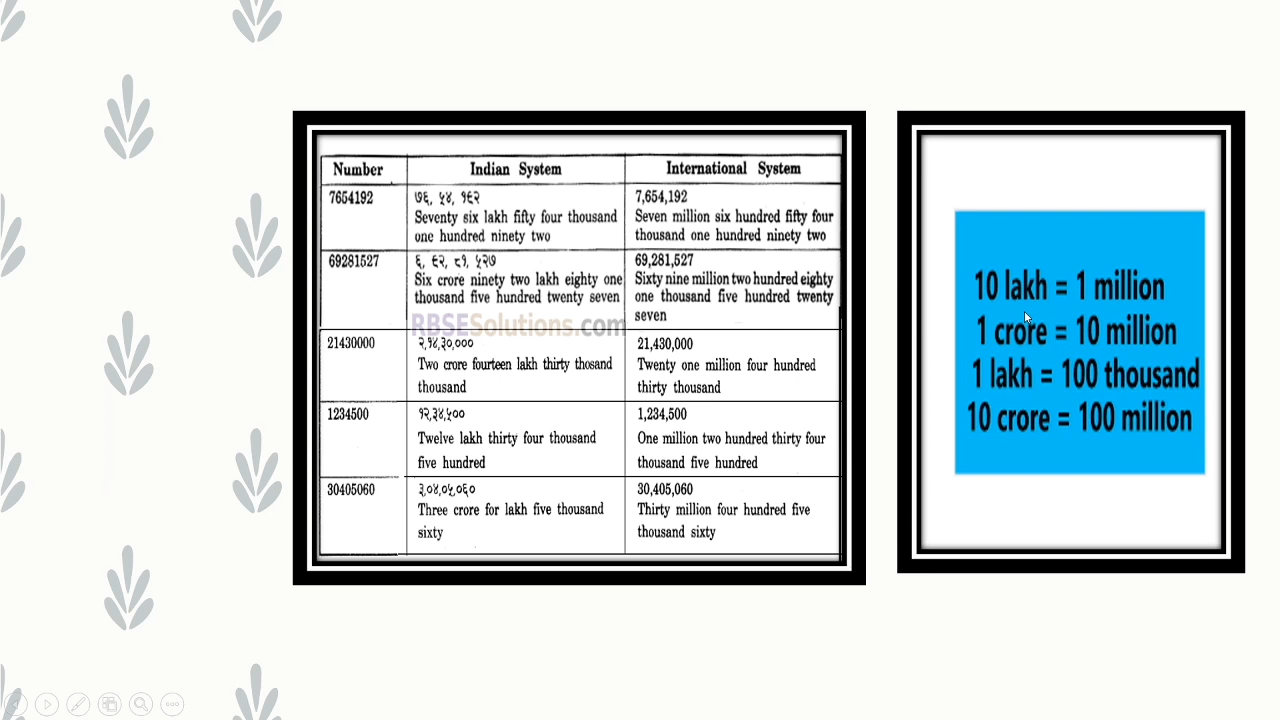 Number Indian System International System
7654192 ७६, ५४, १९२ 7,654,192
Seventy six lakh fifty four thousand Seven million six hundred fifty four
one hundred ninety two thousand one hundred ninety two
69281527 ६, ९२, ८१, ५२७ 69,281,527
Six crore ninety two lakh eighty one Sixty nine million two hundred eighty
thousand five hundred twenty seven one thousand five hundred twenty
seven
RBSESolutions.com
21430000 २,१४,३०,००० 21,430,000
Two crore fourteen lakh thirty thosand Twenty one million four hundred
thousand thirty thousand
1234500 १२,३४,५०० 1,234,500
Twelve lakh thirty four thousand One million two hundred thirty four
five hundred thousand five hundred
30405060 ३,०४,०५,०६० 30,405,060
Three crore for lakh five thousand Thirty million four hundred five
sixty thousand sixty
10 lakh = 1 million
1 crore = 10 million
1 lakh = 100 thousand
10 crore = 100 million